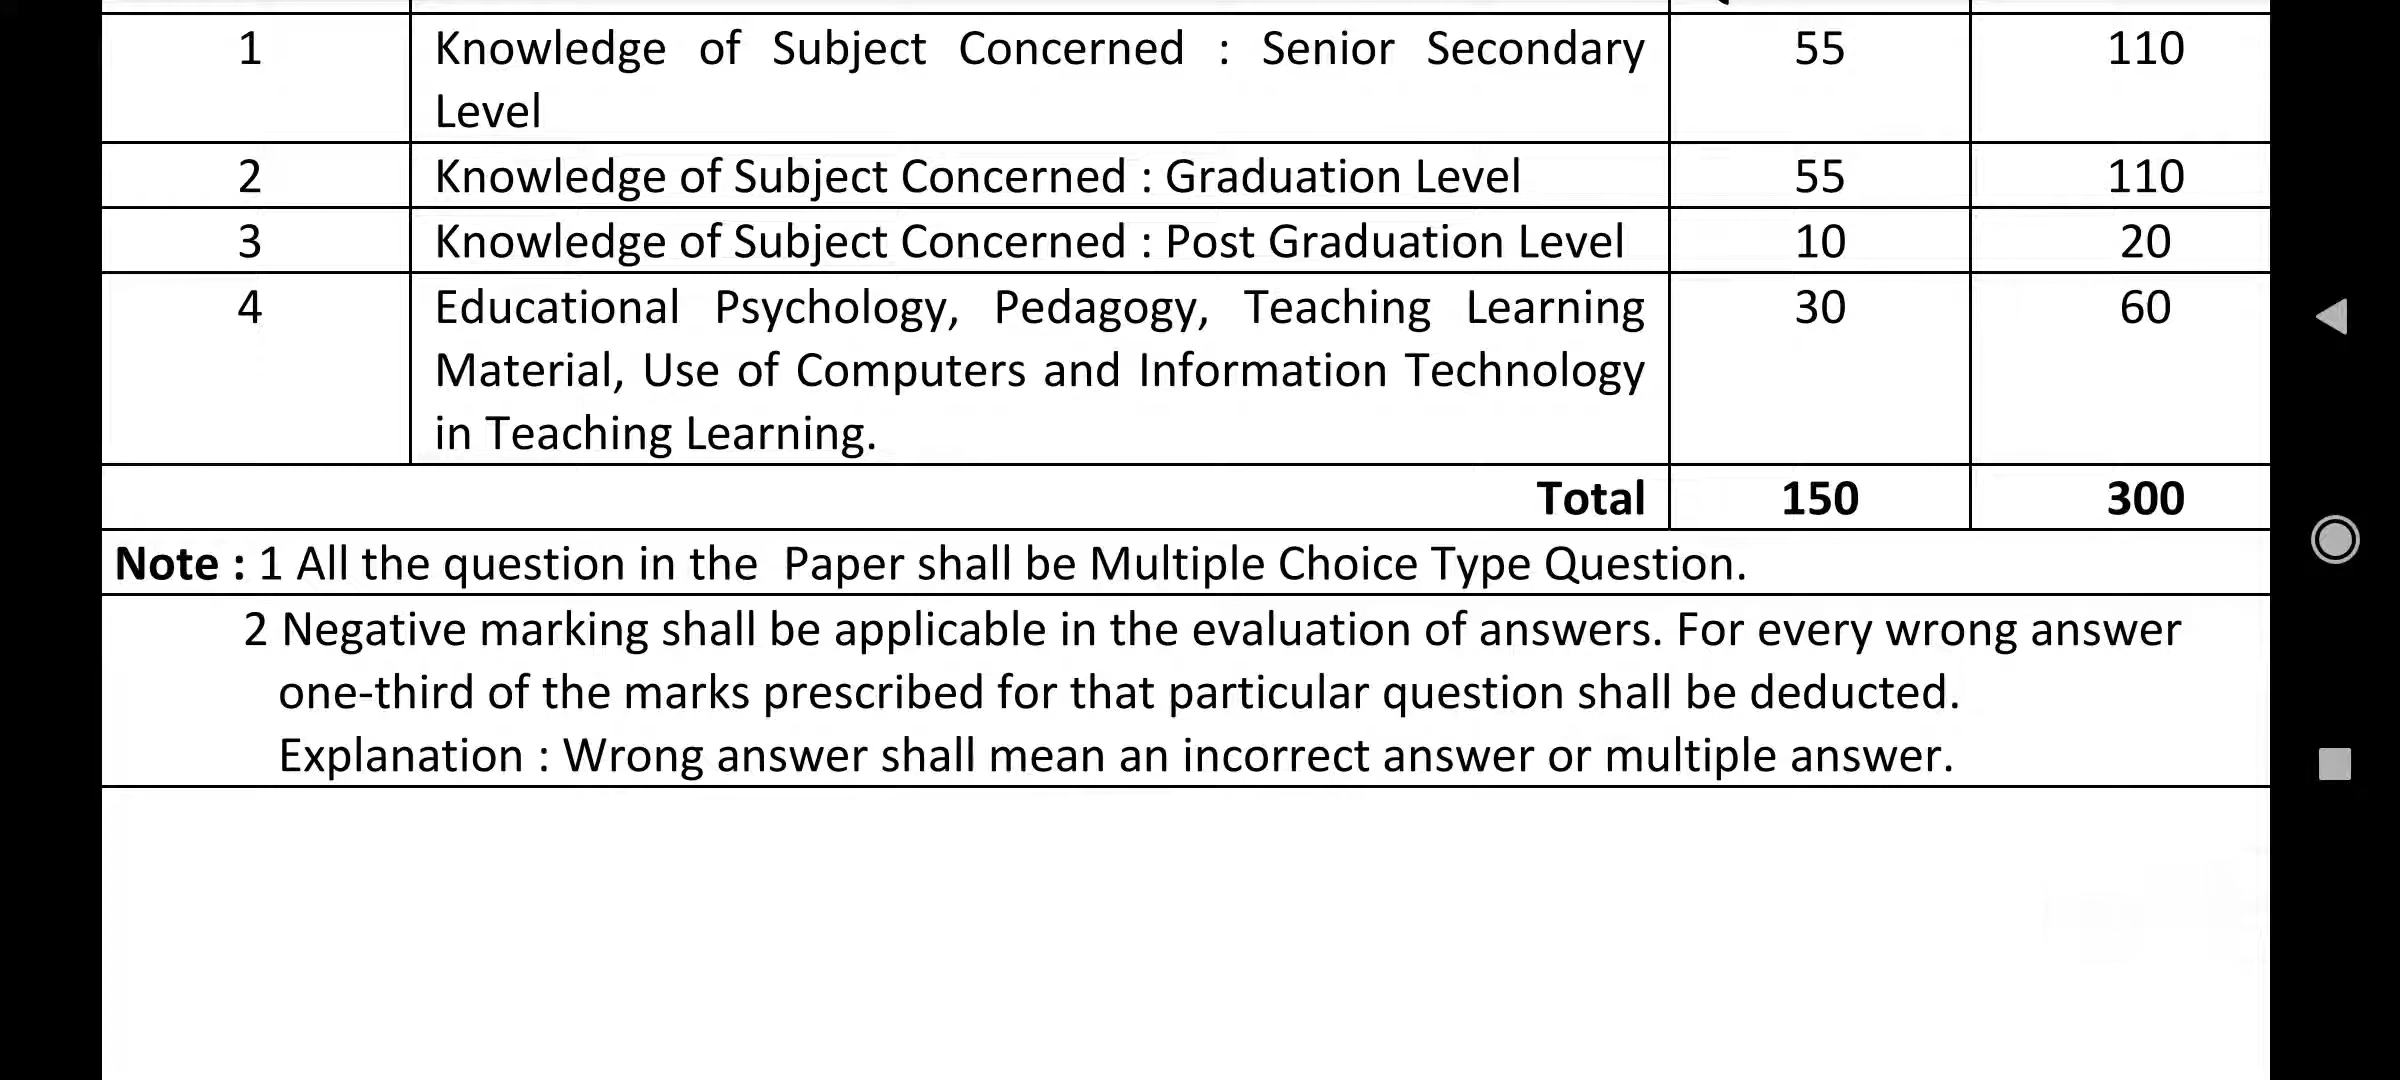 1 Knowledge of Subject Concerned : Senior Secondary 55 110
Level
2 Knowledge of Subject Concerned : Graduation Level 55 110
3 Knowledge of Subject Concerned : Post Graduation Level 10 20
4 Educational Psychology, Pedagogy, Teaching Learning 30 60
Material, Use of Computers and Information Technology
in Teaching Learning.
Total 150 300
Note : 1 All the question in the Paper shall be Multiple Choice Type Question.
2 Negative marking shall be applicable in the evaluation of answers. For every wrong answer
one-third of the marks prescribed for that particular question shall be deducted.
Explanation : Wrong answer shall mean an incorrect answer or multiple answer.